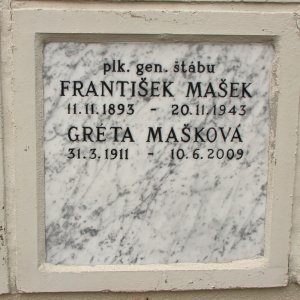 plk. gen. štábu
FRANTIŠEK MAŠEK
11.11.1893 - 20.11.1943
GRÉTA MAŠKOVÁ
31.3.1911 - 10.6.2009